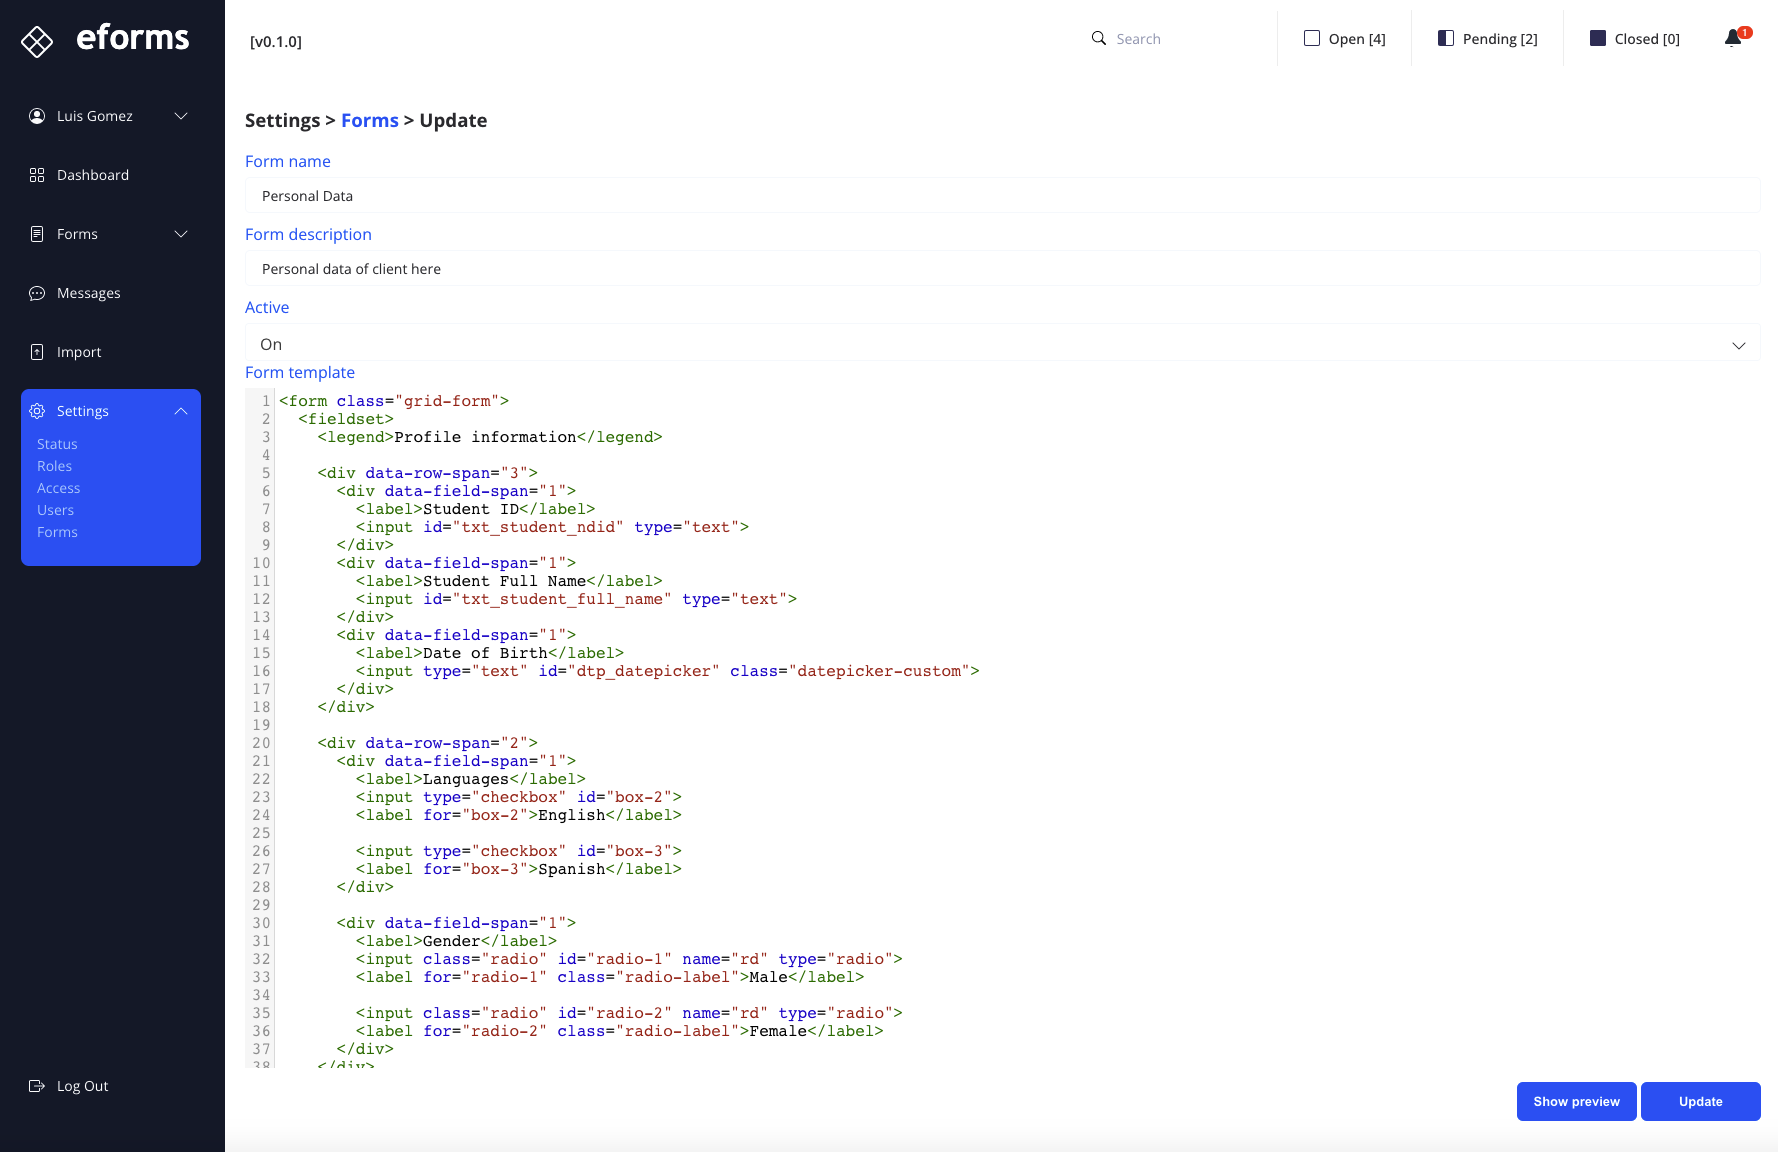 eforms
[v0.1.0]
Search
Open [4]
Pending [2]
Closed [0]
1
Luis Gomez
Dashboard
Forms
Messages
Import
Settings
Status
Roles
Access
Users
Forms
Log Out
Settings > Forms > Update
Form name
Personal Data
Form description
Personal data of client here
Active
On
Form template
1 <form class="grid-form">
2 <fieldset>
3 <legend>Profile information</legend>
4
5 <div data-row-span="3">
6 <div data-field-span="1">
7 <label>Student ID</label>
8 <input id="txt_student_ndid" type="text">
9 </div>
10 <div data-field-span="1">
11 <label>Student Full Name</label>
12 <input id="txt_student_full_name" type="text">
13 </div>
14 <div data-field-span="1">
15 <label>Date of Birth</label>
16 <input type="text" id="dtp_datepicker" class="datepicker-custom">
17 </div>
18 </div>
19
20 <div data-row-span="2">
21 <div data-field-span="1">
22 <label>Languages</label>
23 <input type="checkbox" id="box-2">
24 <label for="box-2">English</label>
25
26 <input type="checkbox" id="box-3">
27 <label for="box-3">Spanish</label>
28 </div>
29
30 <div data-field-span="1">
31 <label>Gender</label>
32 <input class="radio" id="radio-1" name="rd" type="radio">
33 <label for="radio-1" class="radio-label">Male</label>
34
35 <input class="radio" id="radio-2" name="rd" type="radio">
36 <label for="radio-2" class="radio-label">Female</label>
37 </div>
38 </div>
Show preview
Update